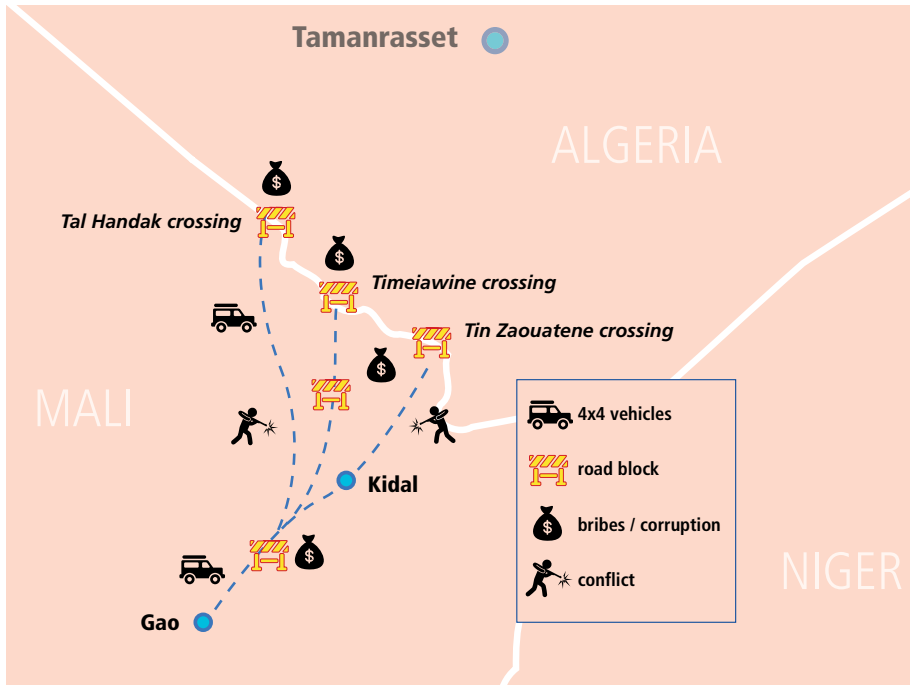 Tamanrasset
ALGERIA
Tal Handak crossing
Timeiawine crossing
Tin Zaouatene crossing
MALI
4x4 vehicles
road block
Kidal
bribes / corruption
conflict
NIGER
Gao
$
$
$
$
$